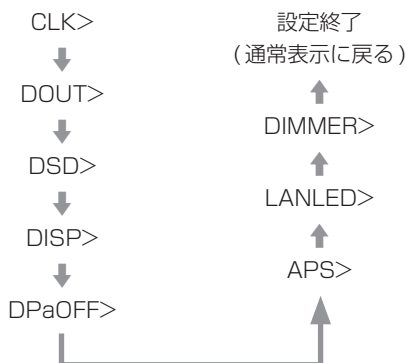 CLK>
DOUT>
DSD>
DISP>
DPaOFF>
APS>
LANLED>
DIMMER>
設定終了
(通常表示に戻る)